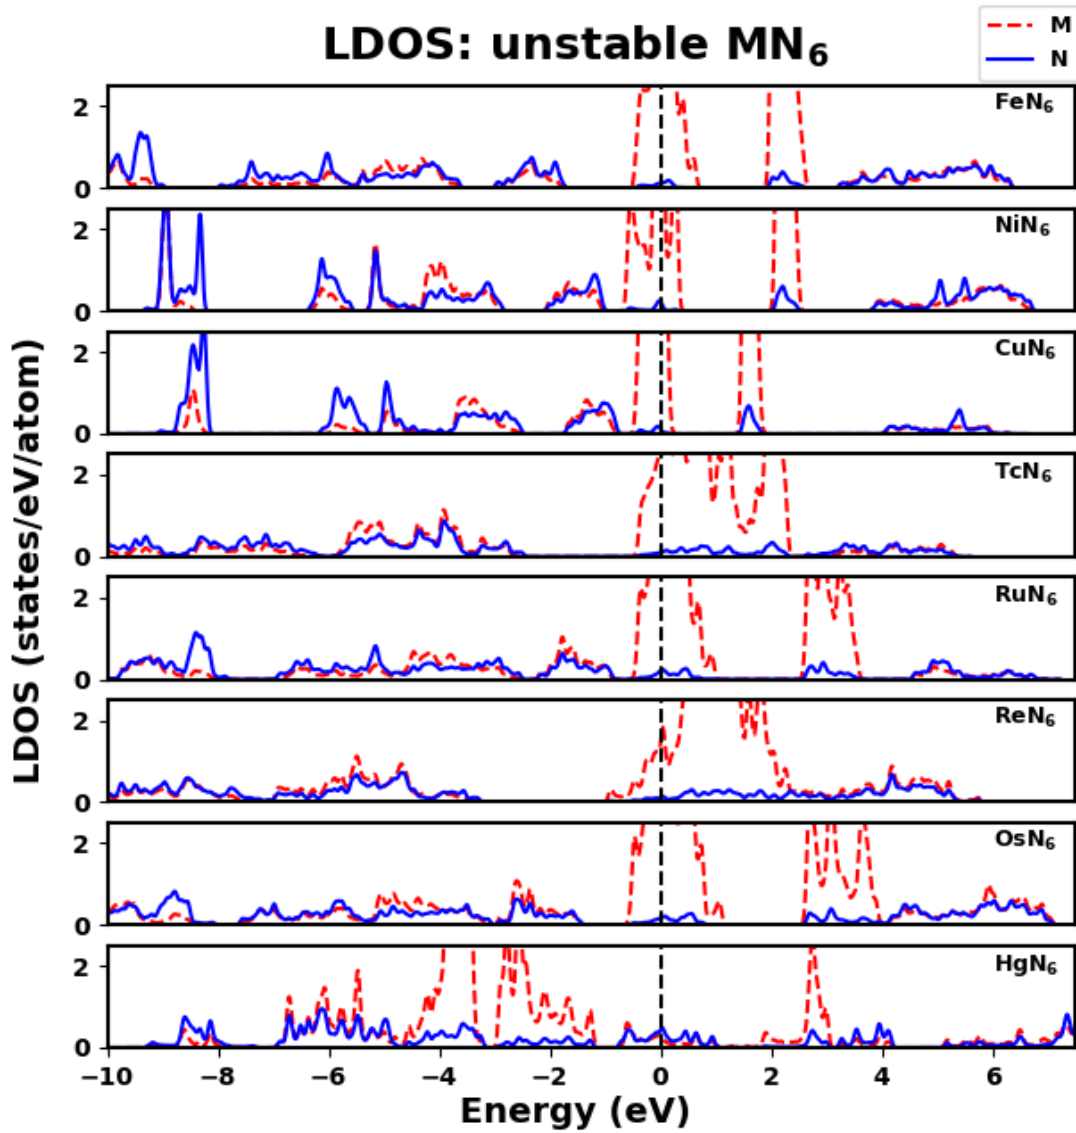 LDOS: unstable MN₆
M
N
LDOS (states/eV/atom)
2
0
FeN₆
2
0
NiN₆
2
0
CuN₆
2
0
TcN₆
2
0
RuN₆
2
0
ReN₆
2
0
OsN₆
2
0
HgN₆
−10 −8 −6 −4 −2 0 2 4 6
Energy (eV)